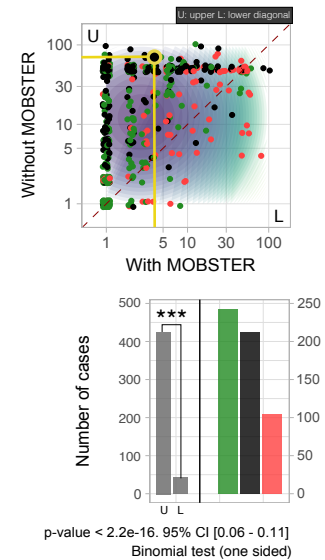 U: upper L: lower diagonal
U
100
30
10
5
1
L
1 5 10 30 100
Without MOBSTER
With MOBSTER
500
400
300
200
100
0
***
250
200
150
100
50
0
Number of cases
U L
p-value < 2.2e-16. 95% CI [0.06 - 0.11]
Binomial test (one sided)